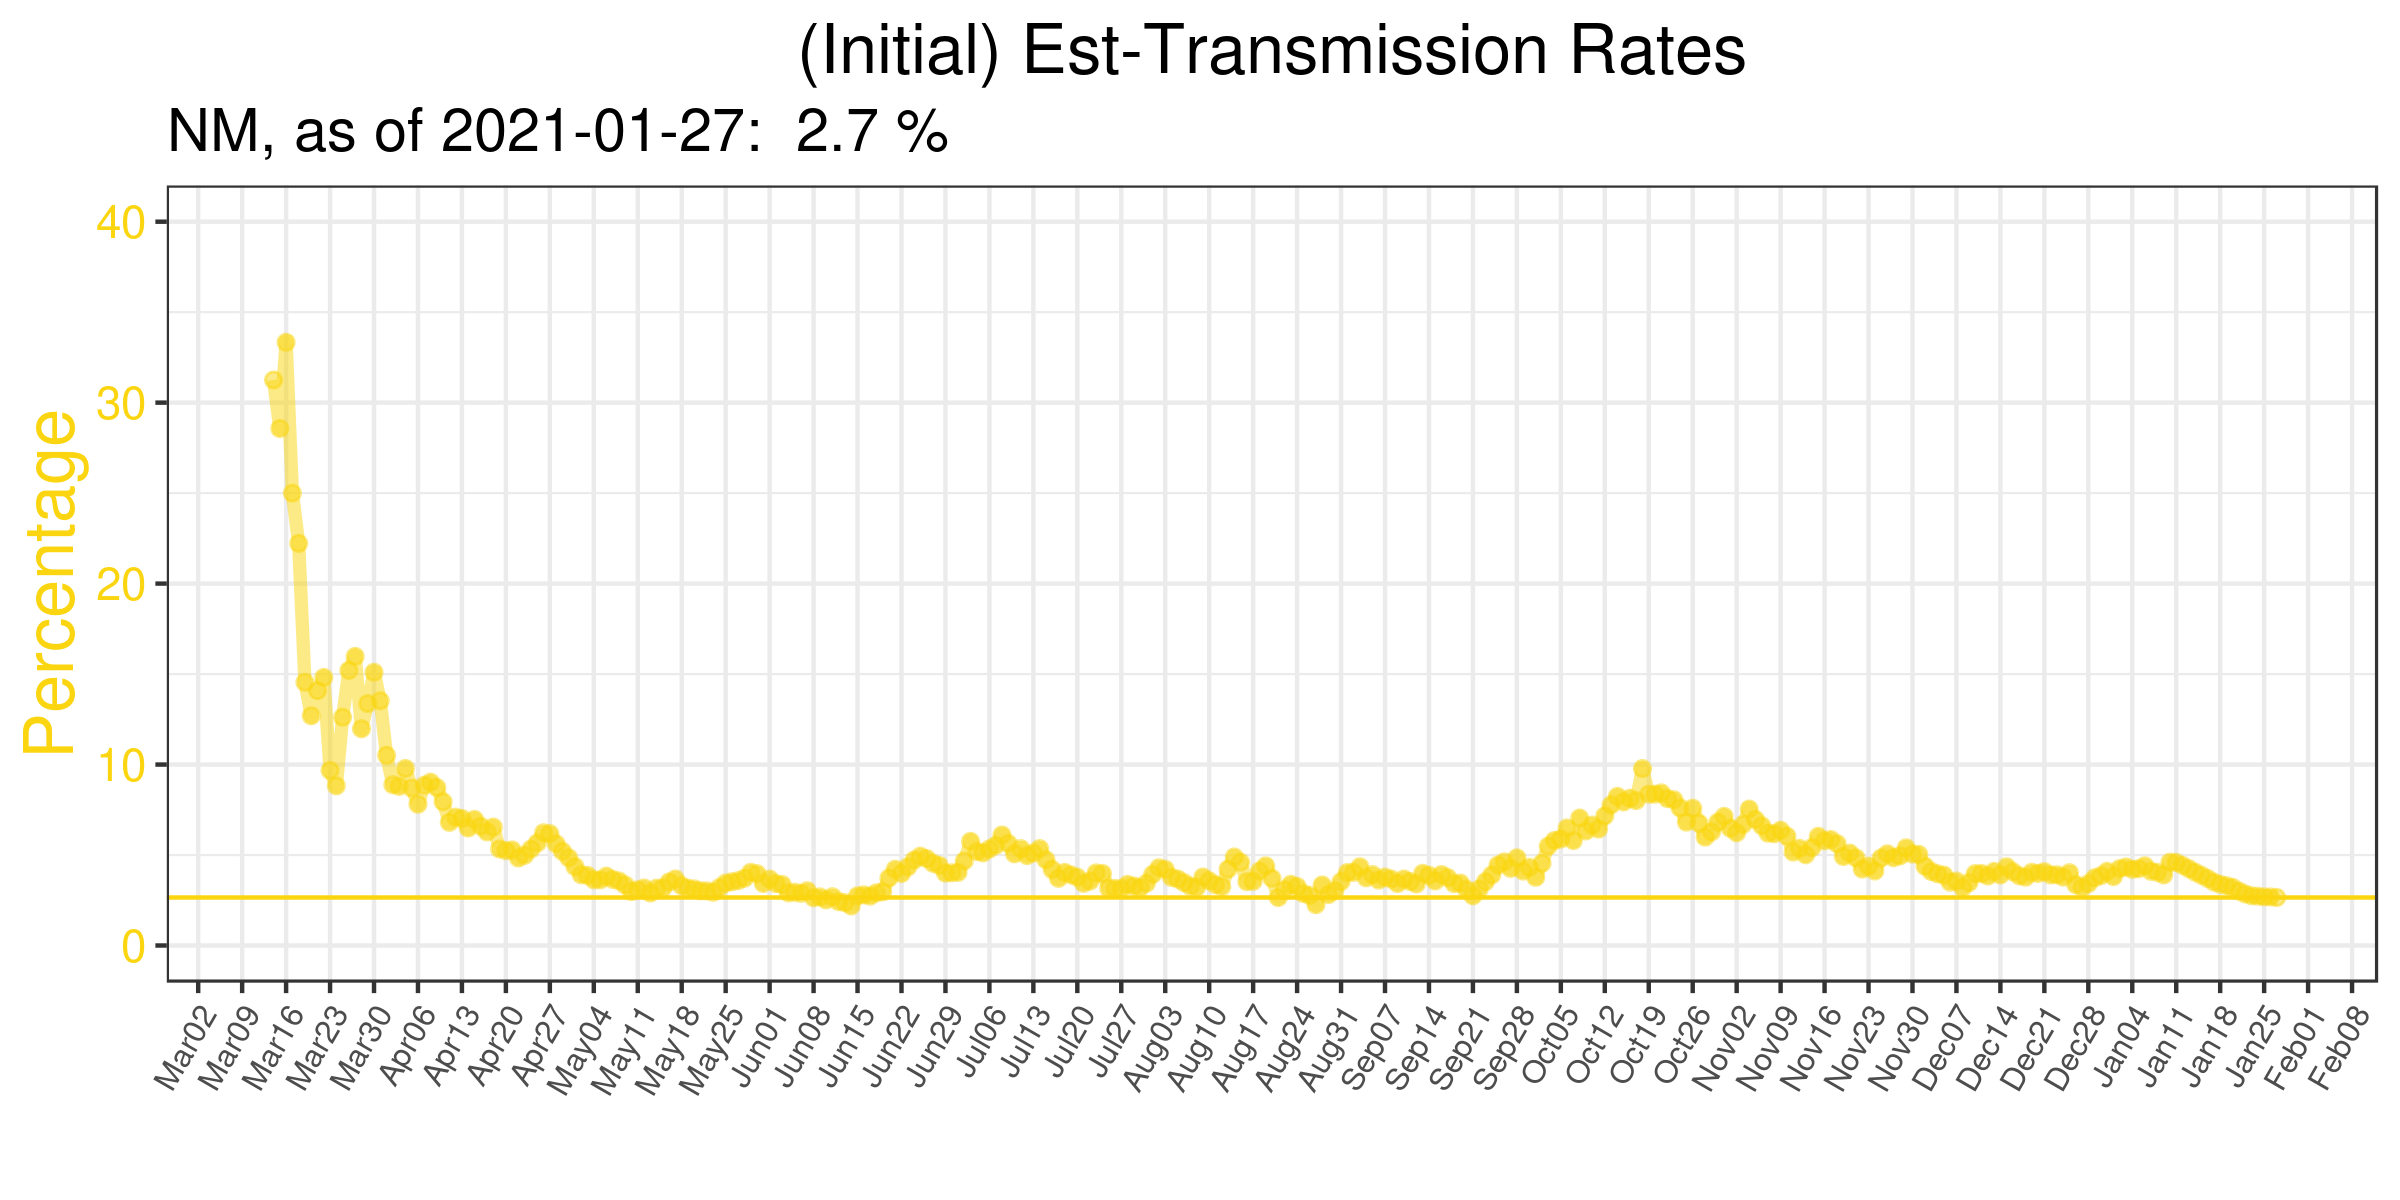 (Initial) Est-Transmission Rates
NM, as of 2021-01-27:  2.7 %
Percentage
40
30
20
10
0
Mar02 Mar09 Mar16 Mar23 Mar30 Apr06 Apr13 Apr20 Apr27 May04 May11 May18 May25 Jun01 Jun08 Jun15 Jun22 Jun29 Jul06 Jul13 Jul20 Jul27 Aug03 Aug10 Aug17 Aug24 Aug31 Sep07 Sep14 Sep21 Sep28 Oct05 Oct12 Oct19 Oct26 Nov02 Nov09 Nov16 Nov23 Nov30 Dec07 Dec14 Dec21 Dec28 Jan04 Jan11 Jan18 Jan25 Feb01 Feb08